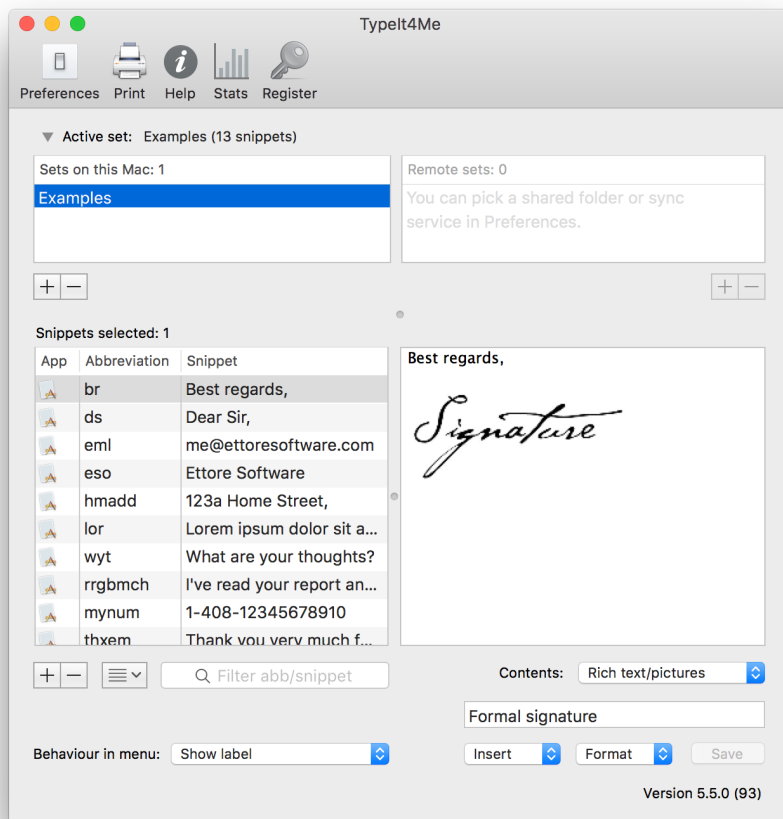 TypeIt4Me
Preferences Print Help Stats Register
Active set: Examples (13 snippets)
Sets on this Mac: 1
Examples
Remote sets: 0
You can pick a shared folder or sync
service in Preferences.
Snippets selected: 1
App Abbreviation Snippet
br Best regards,
ds Dear Sir,
eml me@ettoresoftware.com
eso Ettore Software
hmadd 123a Home Street,
lor Lorem ipsum dolor sit a...
wyt What are your thoughts?
rrgbmch I've read your report an...
mynum 1-408-12345678910
thxem Thank you very much f...
Best regards,
Signature
Filter abb/snippet
Contents: Rich text/pictures
Formal signature
Behaviour in menu: Show label
Insert Format Save
Version 5.5.0 (93)